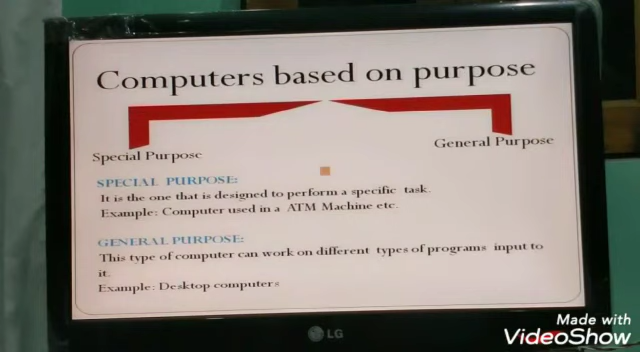 Computers based on purpose
Special Purpose
General Purpose
SPECIAL PURPOSE:
It is the one that is designed to perform a specific task.
Example: Computer used in a ATM Machine etc.
GENERAL PURPOSE:
This type of computer can work on different types of programs input to
it.
Example: Desktop computers
LG
Made with
VideoShow